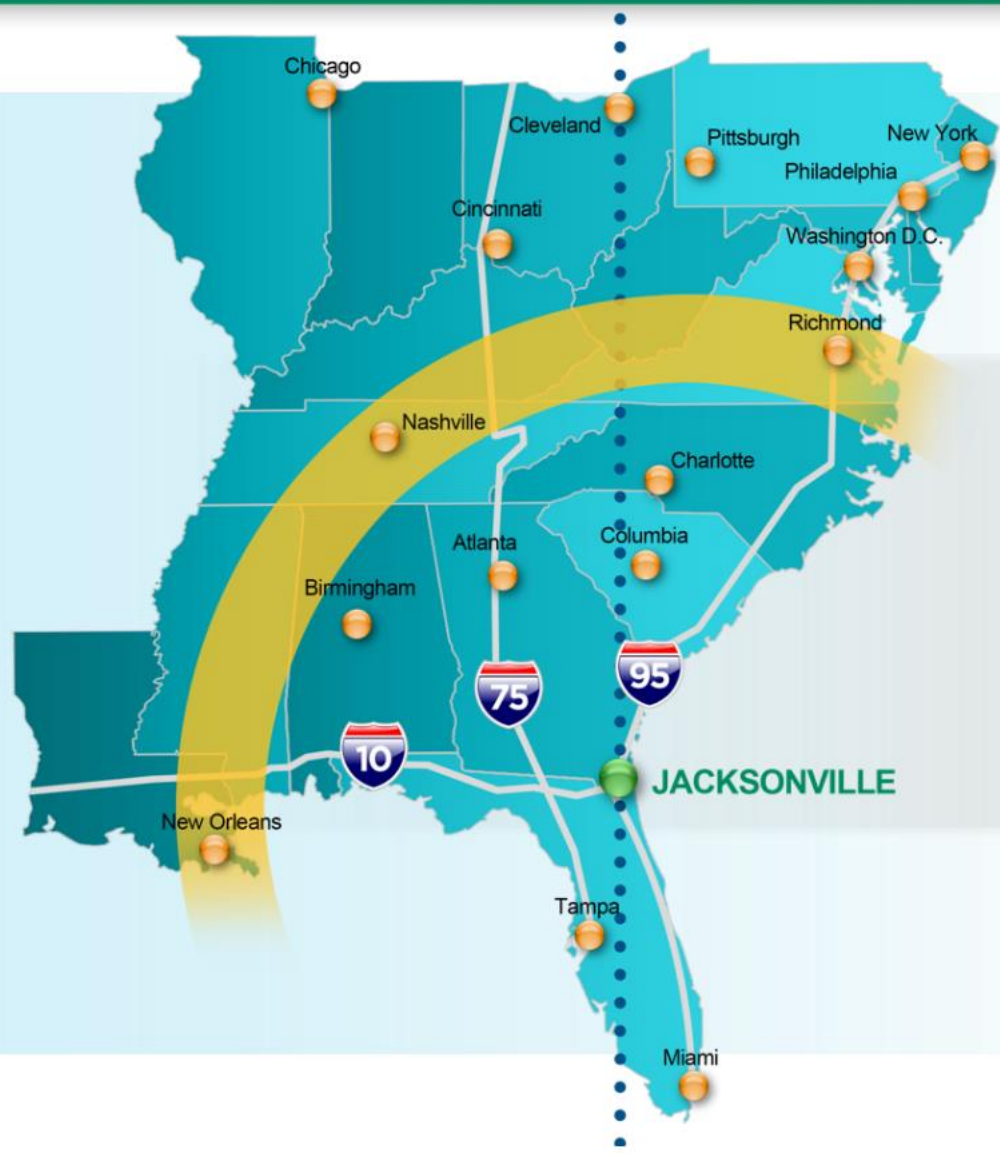 Chicago
Cleveland
Pittsburgh
New York
Philadelphia
Cincinnati
Washington D.C.
Richmond
Nashville
Charlotte
Columbia
Atlanta
Birmingham
95
75
10
JACKSONVILLE
New Orleans
Tampa
Miami